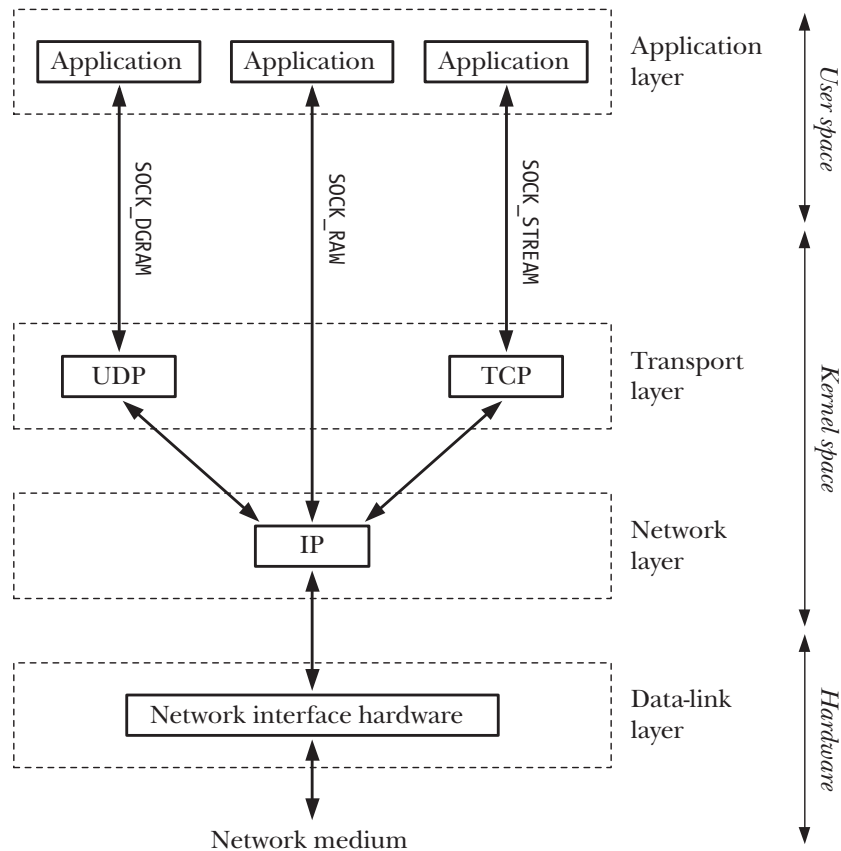 Application
Application
Application
Application
layer
User space
SOCK_DGRAM
SOCK_RAW
SOCK_STREAM
UDP
TCP
Transport
layer
Kernel space
IP
Network
layer
Network interface hardware
Data-link
layer
Hardware
Network medium